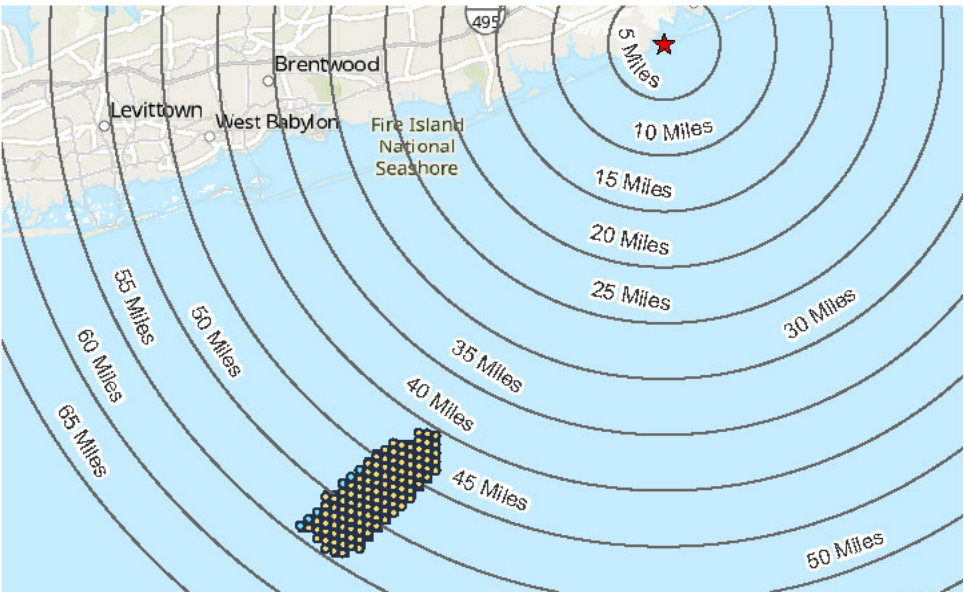 495
5 Miles
Brentwood
Levittown
West Babylon
Fire Island
National
Seashore
10 Miles
15 Miles
20 Miles
25 Miles
30 Miles
35 Miles
40 Miles
45 Miles
50 Miles
55 Miles
50 Miles
60 Miles
65 Miles